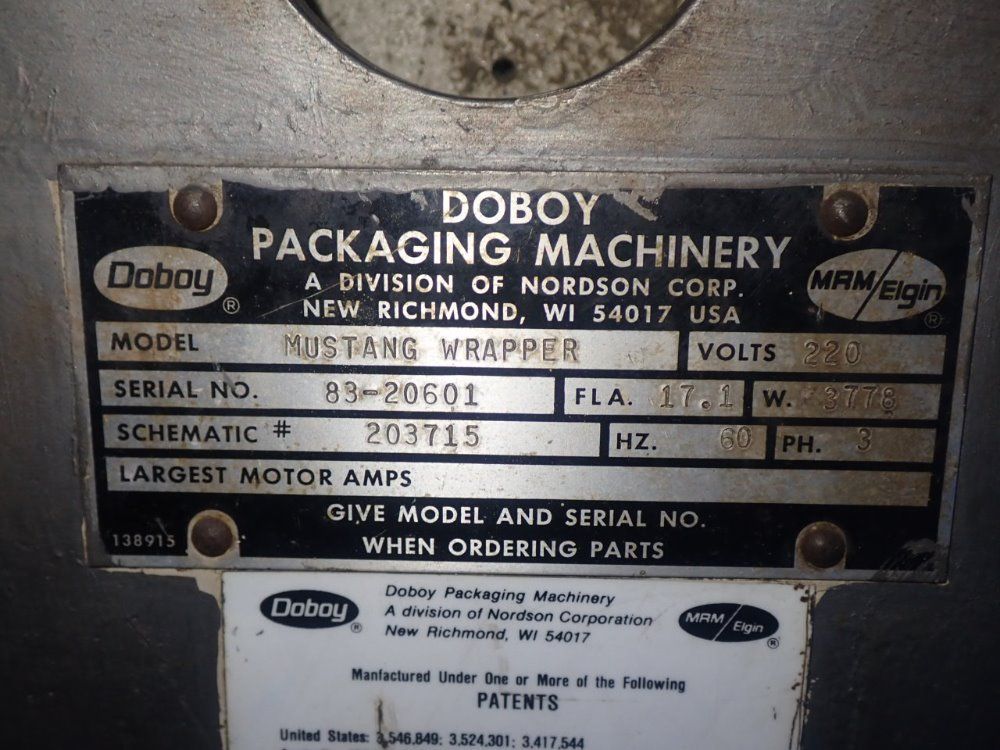 DOBOY
PACKAGING MACHINERY
A DIVISION OF NORDSON CORP.
NEW RICHMOND, WI 54017 USA
Doboy ®
MRM/Elgin ®
MODEL MUSTANG WRAPPER VOLTS 220
SERIAL NO. 83-20601 FLA. 17.1 W. 3778
SCHEMATIC # 203715 HZ. 60 PH. 3
LARGEST MOTOR AMPS
GIVE MODEL AND SERIAL NO.
138915 WHEN ORDERING PARTS
Doboy ®
Doboy Packaging Machinery
A division of Nordson Corporation
New Richmond, WI 54017
MRM/Elgin ®
Manfactured Under One or More of the Following
PATENTS
United States: 3,546,849; 3,524,301; 3,417,544